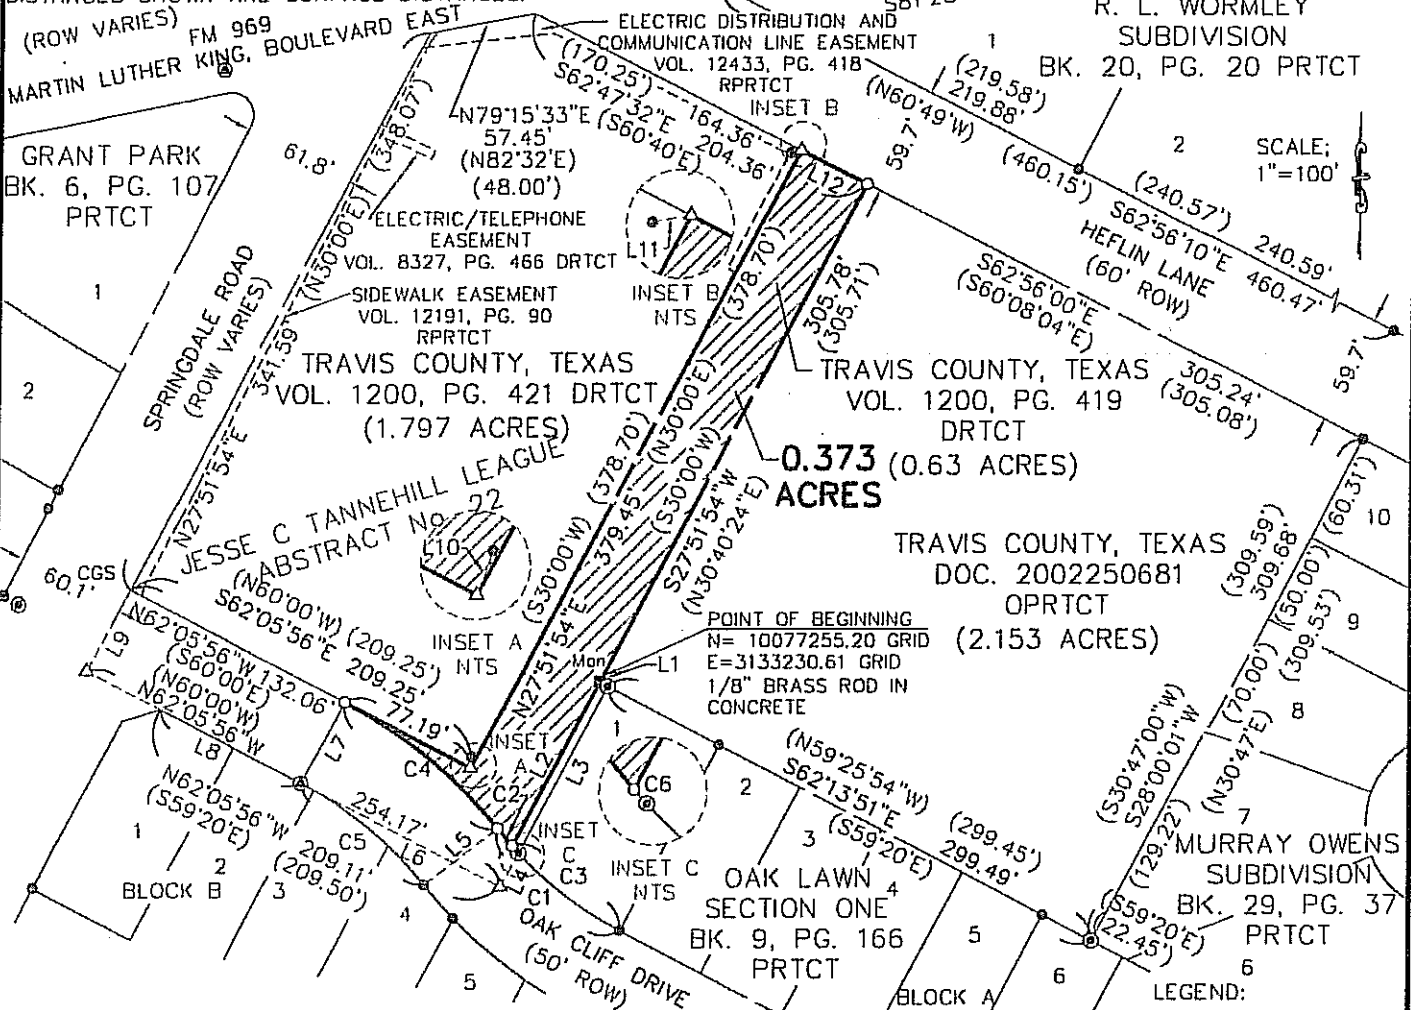 (ROW VARIES)
FM 969
MARTIN LUTHER KING, BOULEVARD EAST
ELECTRIC DISTRIBUTION AND
COMMUNICATION LINE EASEMENT
VOL. 12433, PG. 418
RPRTCT
INSET B
R. L. WORMLEY
SUBDIVISION
BK. 20, PG. 20 PRTCT
1
(219.58')
219.88'
(N60°49'W)
(460.15')
2
SCALE;
1"=100'
(170.25')
S62°47'32"E
164.36'
(S60°40'E)
204.36'
59.7'
N79°15'33"E
57.45'
(N82°32'E)
(48.00')
GRANT PARK
BK. 6, PG. 107
PRTCT
61.8'
(348.07')
(N30°00'E)
ELECTRIC/TELEPHONE
EASEMENT
VOL. 8327, PG. 466 DRTCT
L11
INSET B
NTS
L12
(378.70')
305.78'
(305.71')
(240.57')
S62°56'10"E
240.59'
460.47'
HEFLIN LANE
(60' ROW)
S62°56'00"E
(S60°08'04"E)
305.24'
(305.08')
59.7'
1
2
SPRINGDALE ROAD
(ROW VARIES)
SIDEWALK EASEMENT
VOL. 12191, PG. 90
RPRTCT
341.59'
N27°51'54"E
TRAVIS COUNTY, TEXAS
VOL. 1200, PG. 421 DRTCT
(1.797 ACRES)
TRAVIS COUNTY, TEXAS
VOL. 1200, PG. 419
DRTCT
(0.63 ACRES)
0.373
ACRES
(N30°00'E)
(S30°00'W)
(378.70')
379.45'
(S30°00'W)
N27°51'54"E
S27°51'54"W
(N30°40'24"E)
JESSE C TANNEHILL LEAGUE
ABSTRACT No. 22
L10
INSET A
NTS
TRAVIS COUNTY, TEXAS
DOC. 2002250681
OPRTCT
(2.153 ACRES)
POINT OF BEGINNING
N= 10077255.20 GRID
E=3133230.61 GRID
1/8" BRASS ROD IN
CONCRETE
Mon
L1
(60.31')
10
(309.59')
309.68'
(50.00')
9
(309.53')
(70.00')
8
(N30°47'E)
(S30°47'00"W)
S28°00'01"W
(129.22')
7
60.1'
CGS
L9
(N60°00'W)
(209.25')
S62°05'56"E
209.25'
N62°05'56"W
132.06'
(S60°00'E)
(N60°00'W)
N62°05'56"W
L8
77.19'
L7
C4
INSET
A
C2
L2
L3
1
C6
INSET C
NTS
2
(N59°25'54"W)
S62°13'51"E
(S59°20'E)
(299.45')
299.49'
3
4
N62°05'56"W
(S59°20'E)
209.11'
(209.50')
254.17'
C5
L6
L5
L4
C1
INSET
C
C3
1
BLOCK B
2
3
4
5
OAK CLIFF DRIVE
(50' ROW)
OAK LAWN
SECTION ONE
BK. 9, PG. 166
PRTCT
5
BLOCK A
6
MURRAY OWENS
SUBDIVISION
BK. 29, PG. 37
PRTCT
(S59°20'E)
(22.45')
6
LEGEND: